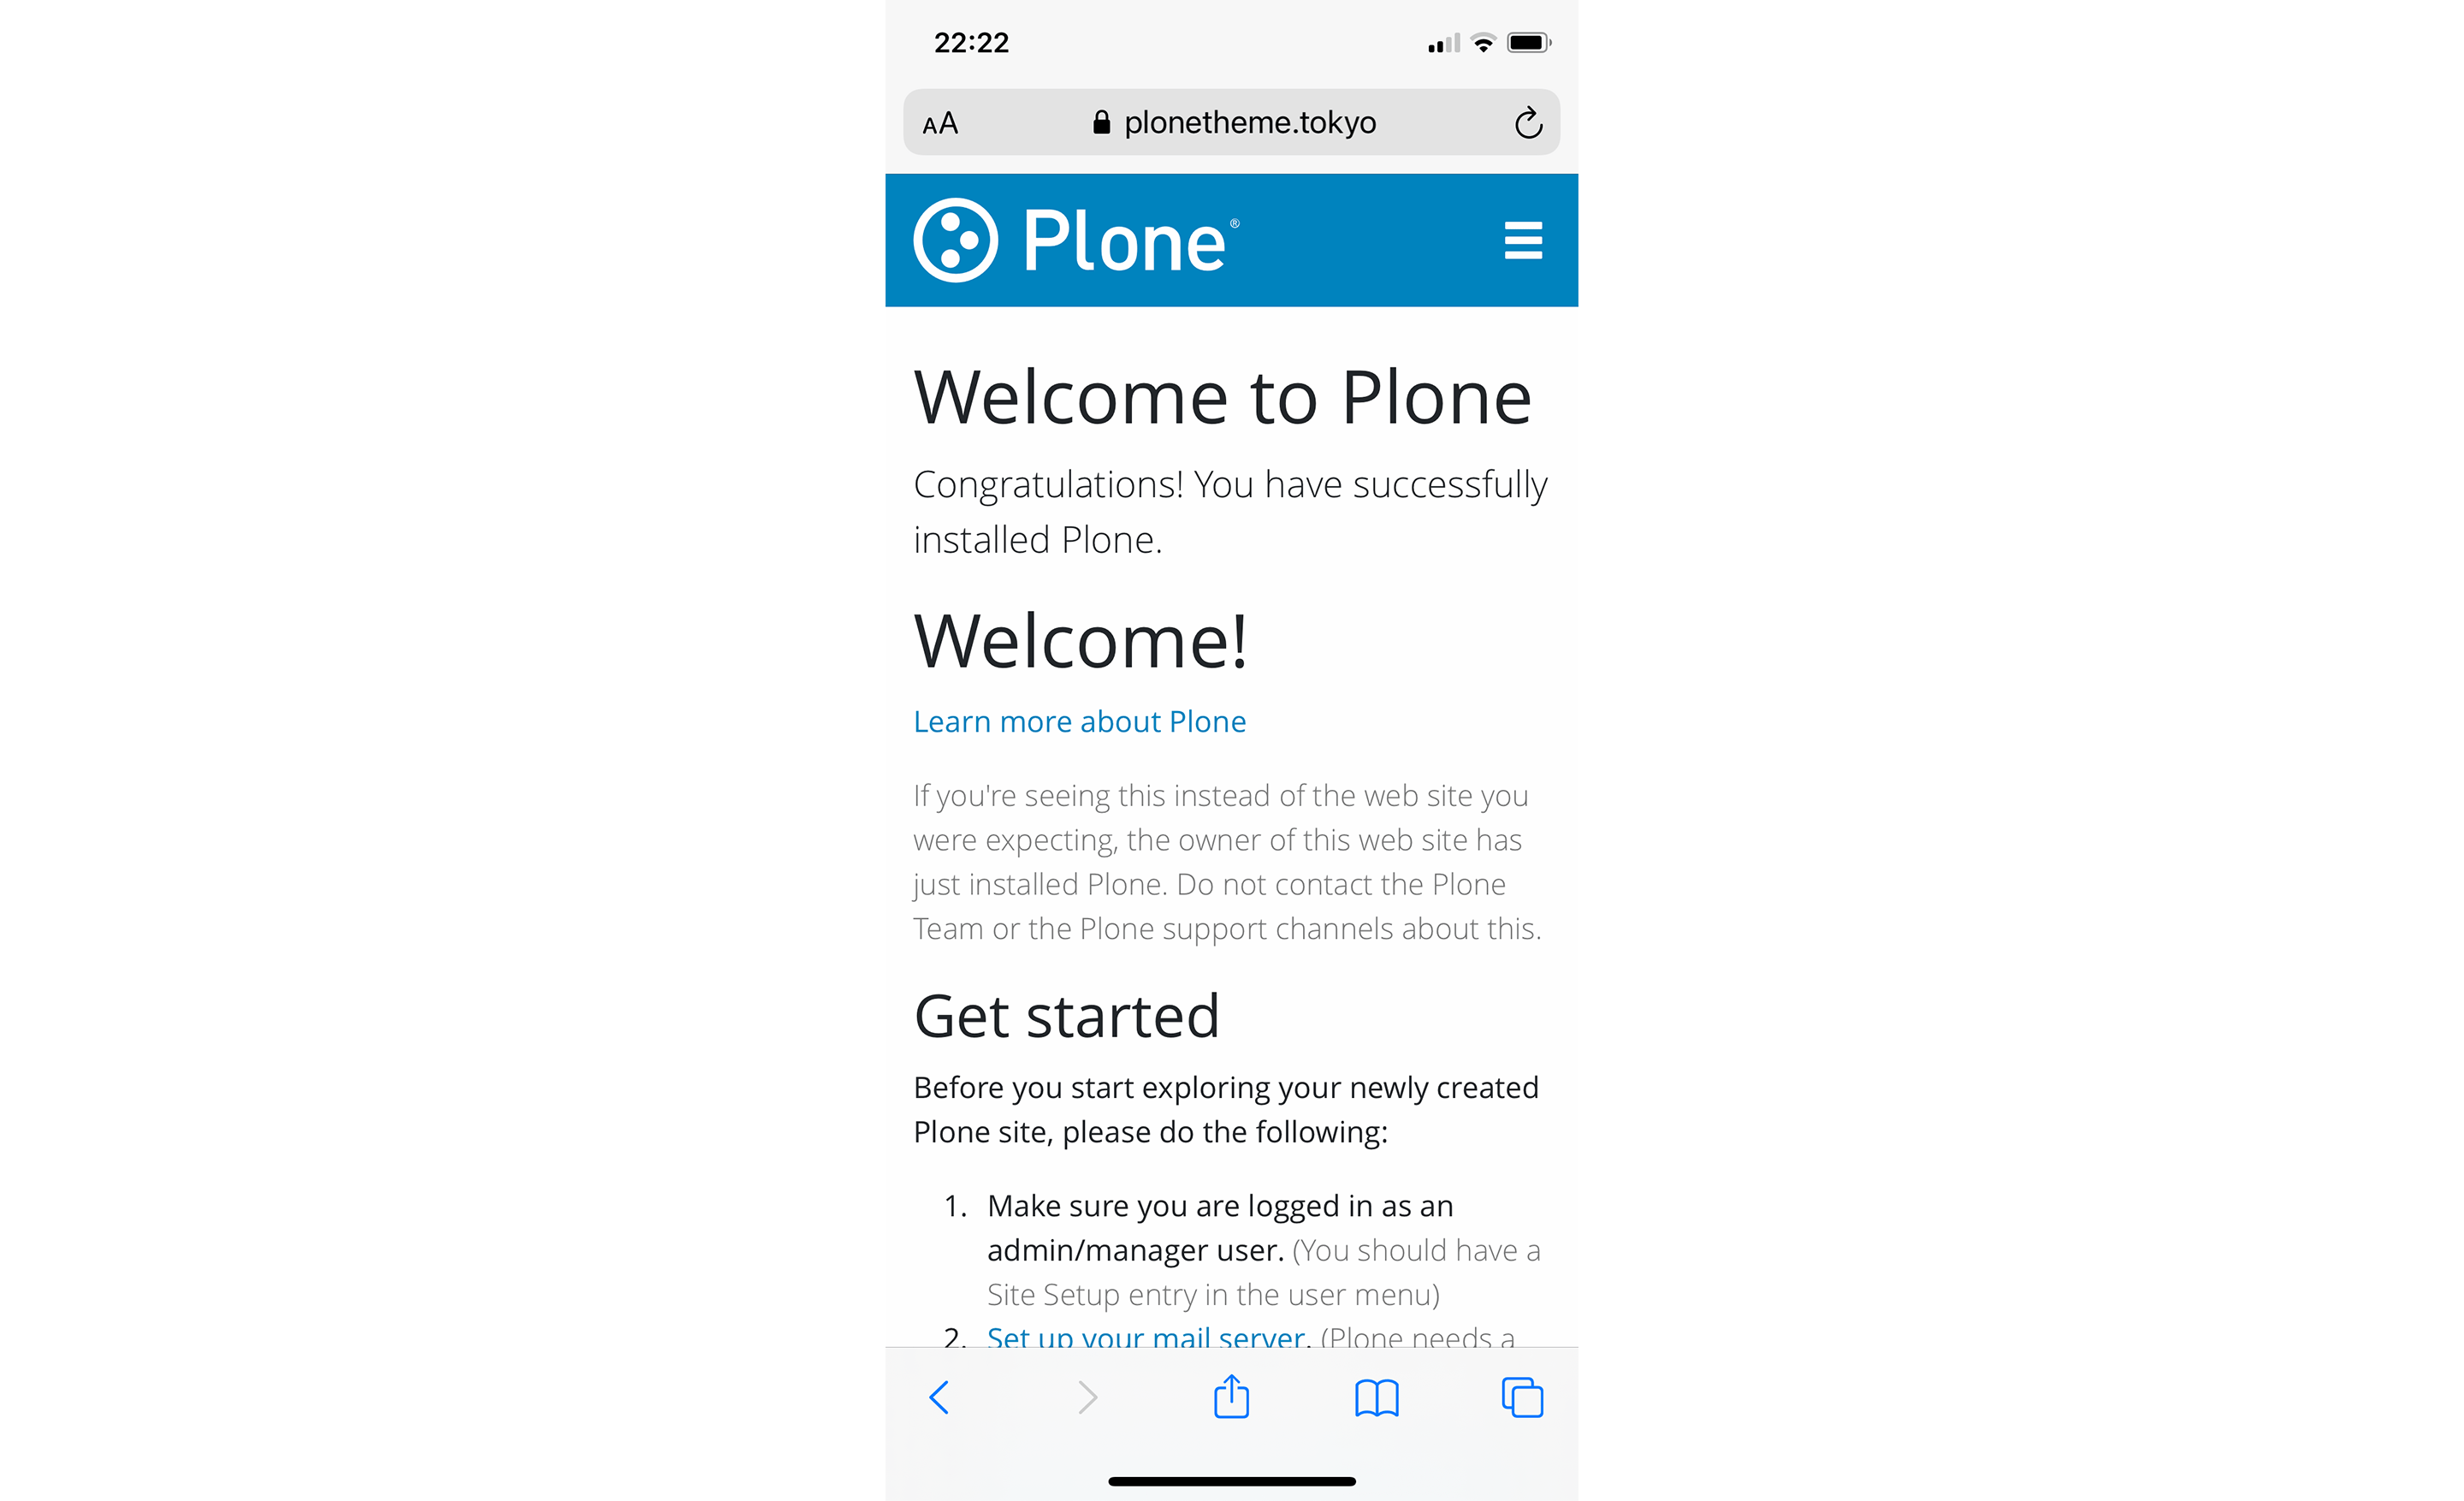 22:22
AA plonetheme.tokyo
Plone®
Welcome to Plone
Congratulations! You have successfully
installed Plone.
Welcome!
Learn more about Plone
If you're seeing this instead of the web site you
were expecting, the owner of this web site has
just installed Plone. Do not contact the Plone
Team or the Plone support channels about this.
Get started
Before you start exploring your newly created
Plone site, please do the following:
1. Make sure you are logged in as an
admin/manager user. (You should have a
Site Setup entry in the user menu)
2. Set up your mail server. (Plone needs a